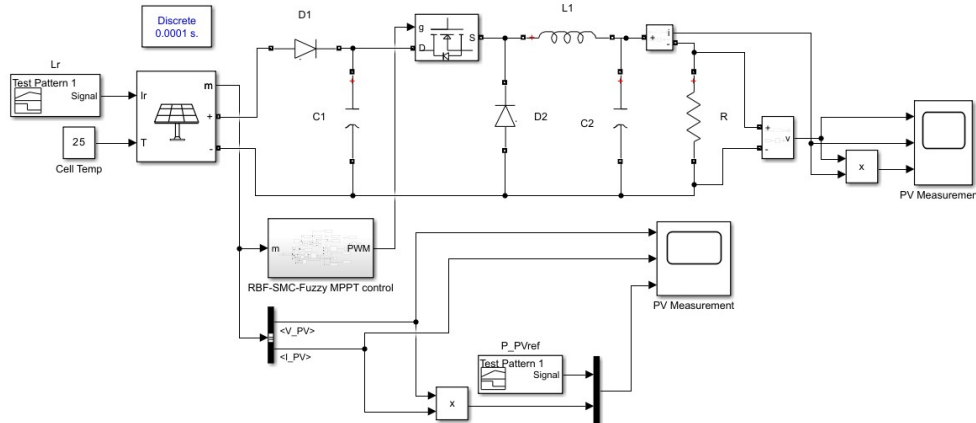 Discrete
0.0001 s.
D1
L1
g
D
S
i
+
-
Lr
Test Pattern 1
Signal
Ir
m
+
-
T
25
Cell Temp
C1
D2
C2
R
+
-
v
x
PV Measurement
m
PWM
RBF-SMC-Fuzzy MPPT control
PV Measurement
<V_PV>
<I_PV>
P_PVref
Test Pattern 1
Signal
x